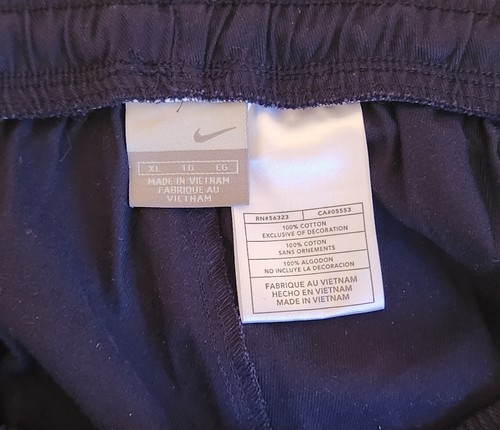 XL TG EG
MADE IN VIETNAM
FABRIQUE AU
VIETNAM
RN#56323 CA#05553
100% COTTON
EXCLUSIVE OF DECORATION
100% COTON
SANS ORNEMENTS
100% ALGODON
NO INCLUYE LA DECORACION
FABRIQUE AU VIETNAM
HECHO EN VIETNAM
MADE IN VIETNAM